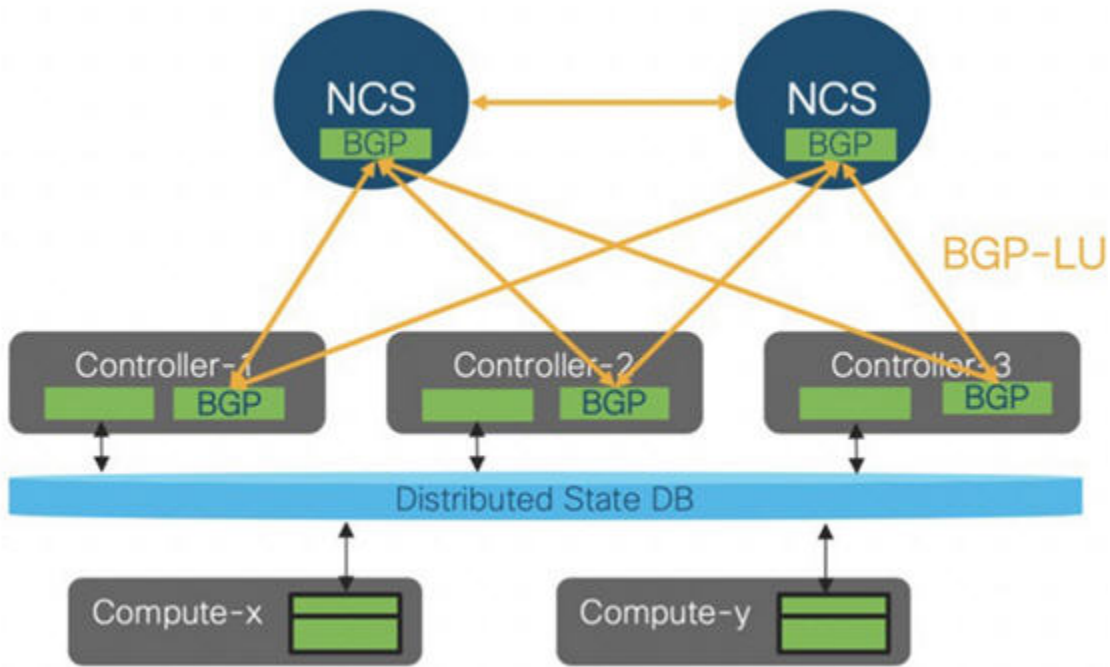 NCS
BGP
NCS
BGP
BGP-LU
Controller-1
BGP
Controller-2
BGP
Controller-3
BGP
Distributed State DB
Compute-x
Compute-y